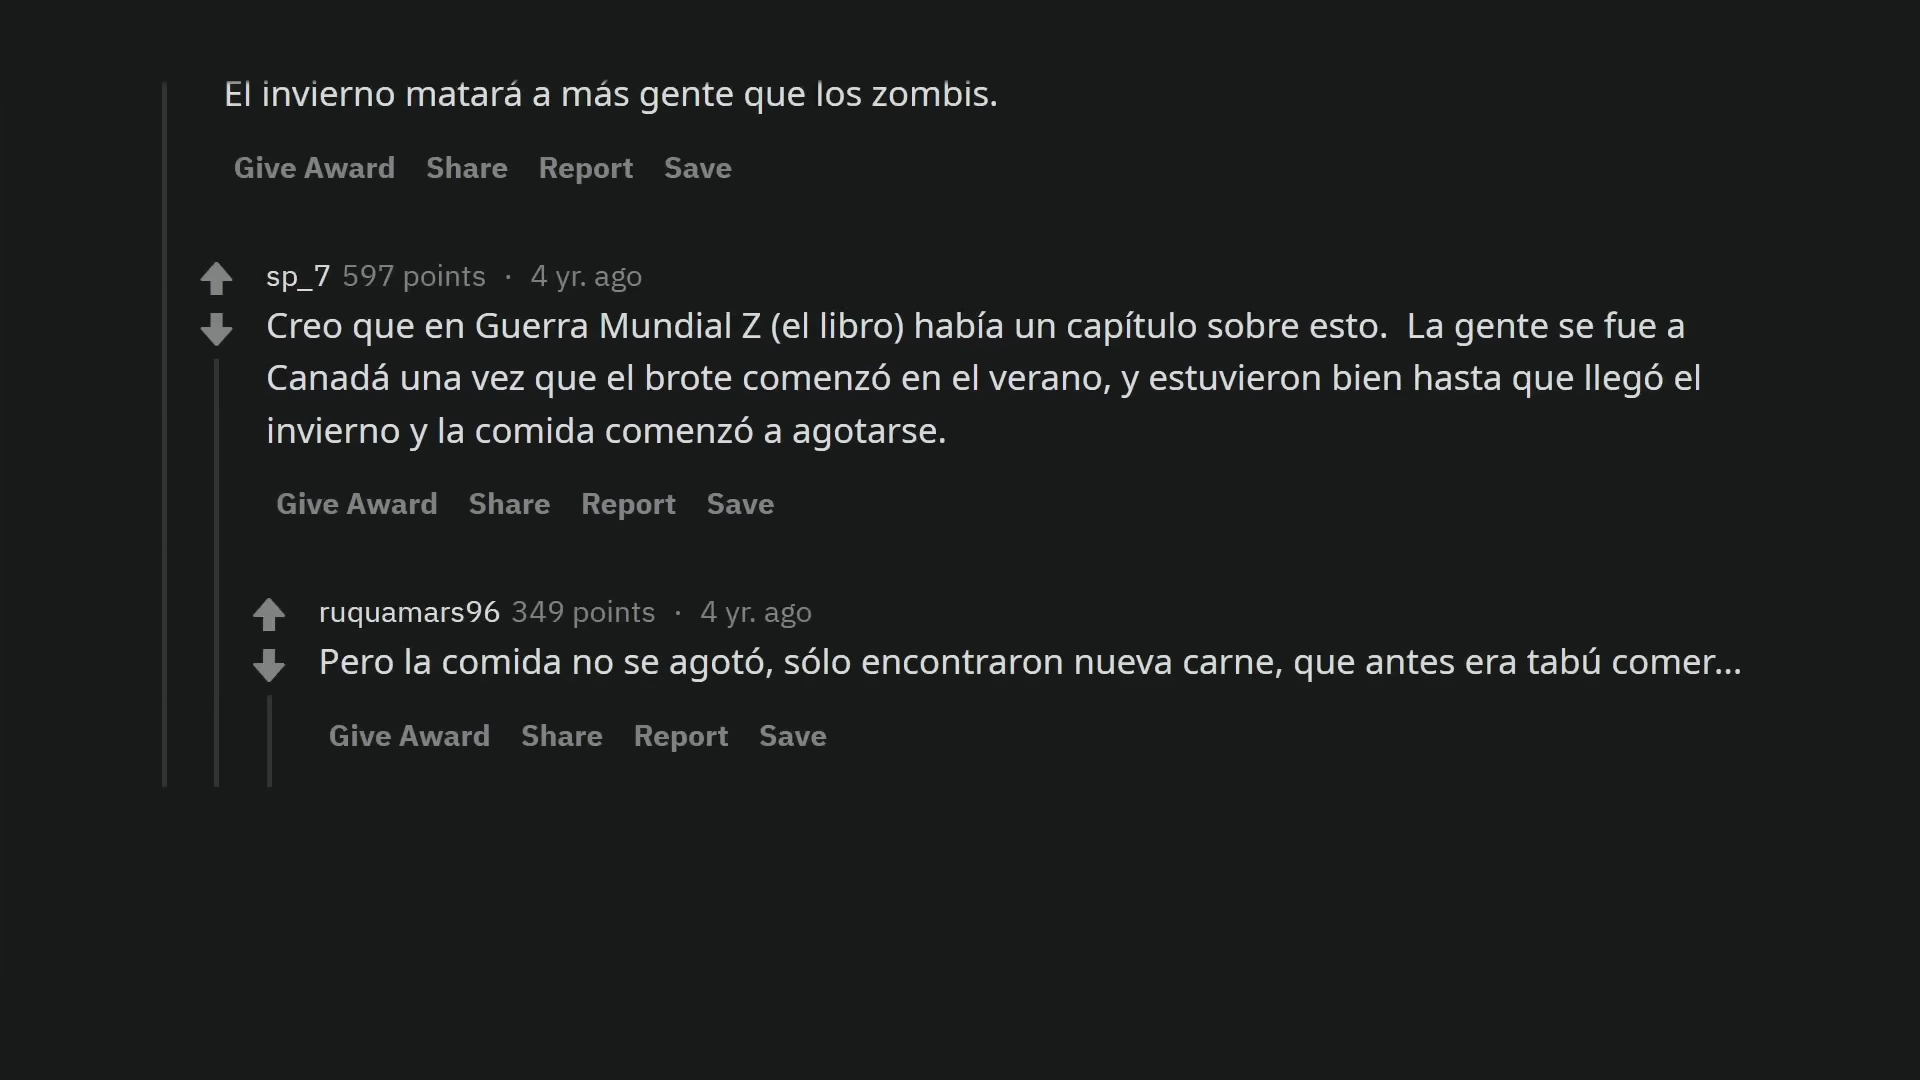 El invierno matará a más gente que los zombis.
Give Award Share Report Save
sp_7 597 points · 4 yr. ago
Creo que en Guerra Mundial Z (el libro) había un capítulo sobre esto.  La gente se fue a
Canadá una vez que el brote comenzó en el verano, y estuvieron bien hasta que llegó el
invierno y la comida comenzó a agotarse.
Give Award Share Report Save
ruquamars96 349 points · 4 yr. ago
Pero la comida no se agotó, sólo encontraron nueva carne, que antes era tabú comer...
Give Award Share Report Save